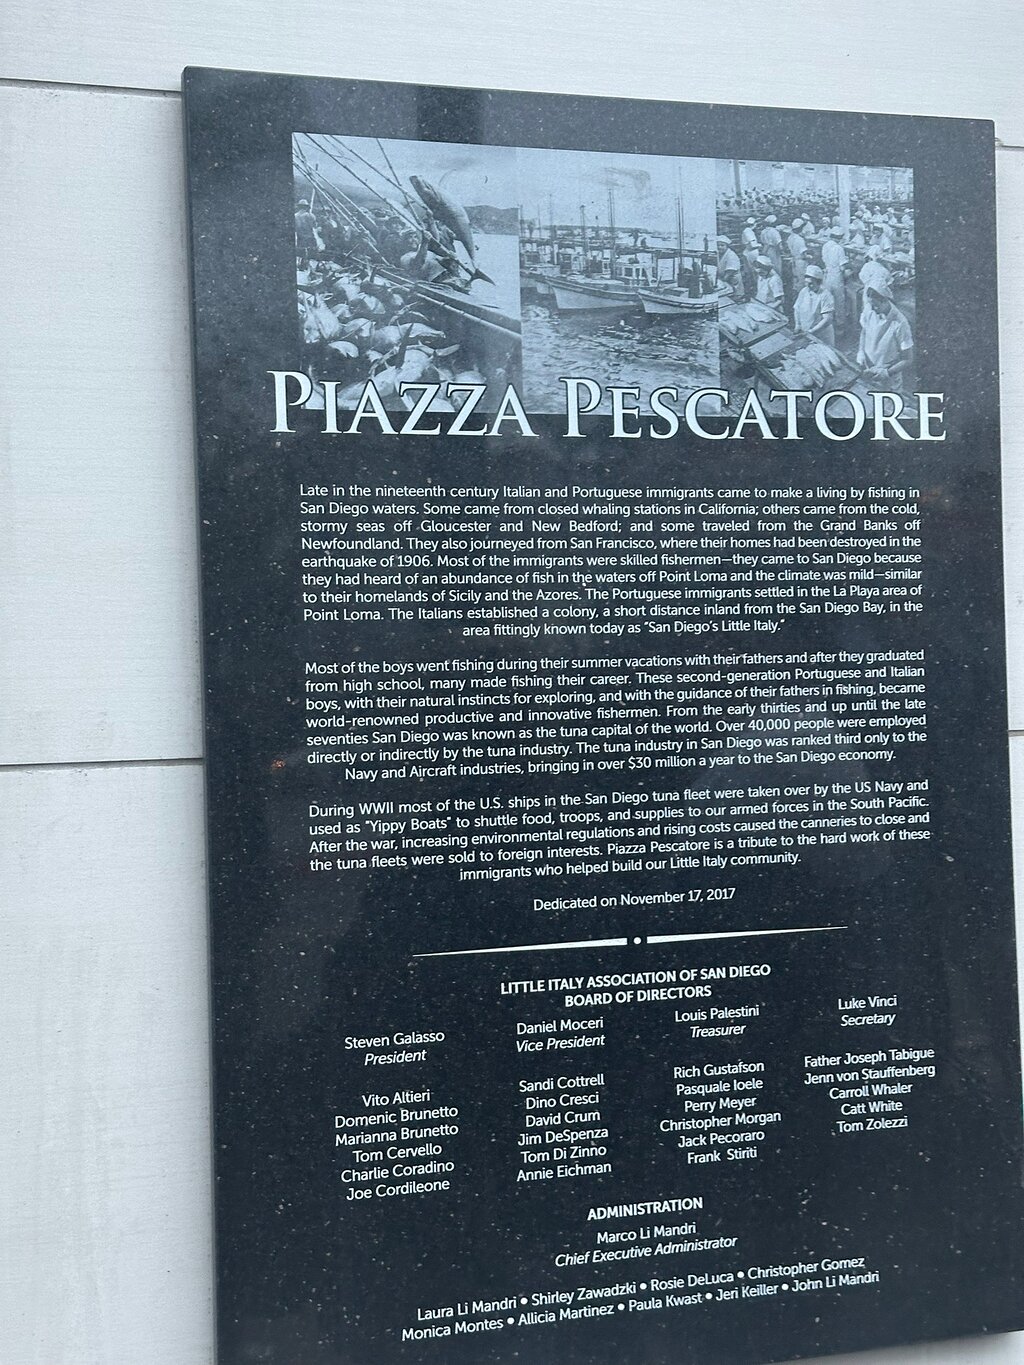 PIAZZA PESCATORE
Late in the nineteenth century Italian and Portuguese immigrants came to make a living by fishing in
San Diego waters. Some came from closed whaling stations in California; others came from the cold,
stormy seas off Gloucester and New Bedford; and some traveled from the Grand Banks off
Newfoundland. They also journeyed from San Francisco, where their homes had been destroyed in the
earthquake of 1906. Most of the immigrants were skilled fishermen—they came to San Diego because
they had heard of an abundance of fish in the waters off Point Loma and the climate was mild—similar
to their homelands of Sicily and the Azores. The Portuguese immigrants settled in the La Playa area of
Point Loma. The Italians established a colony, a short distance inland from the San Diego Bay, in the
area fittingly known today as "San Diego's Little Italy."
Most of the boys went fishing during their summer vacations with their fathers and after they graduated
from high school, many made fishing their career. These second-generation Portuguese and Italian
boys, with their natural instincts for exploring, and with the guidance of their fathers in fishing, became
world-renowned productive and innovative fishermen. From the early thirties and up until the late
seventies San Diego was known as the tuna capital of the world. Over 40,000 people were employed
directly or indirectly by the tuna industry. The tuna industry in San Diego was ranked third only to the
Navy and Aircraft industries, bringing in over $30 million a year to the San Diego economy.
During WWII most of the U.S. ships in the San Diego tuna fleet were taken over by the US Navy and
used as "Yippy Boats" to shuttle food, troops, and supplies to our armed forces in the South Pacific.
After the war, increasing environmental regulations and rising costs caused the canneries to close and
the tuna fleets were sold to foreign interests. Piazza Pescatore is a tribute to the hard work of these
immigrants who helped build our Little Italy community.
Dedicated on November 17, 2017
LITTLE ITALY ASSOCIATION OF SAN DIEGO
BOARD OF DIRECTORS
Steven Galasso
President
Daniel Moceri
Vice President
Louis Palestini
Treasurer
Luke Vinci
Secretary
Vito Altieri
Domenic Brunetto
Marianna Brunetto
Tom Cervello
Charlie Coradino
Joe Cordileone
Sandi Cottrell
Dino Cresci
David Crum
Jim DeSpenza
Tom Di Zinno
Annie Eichman
Rich Gustafson
Pasquale Ioele
Perry Meyer
Christopher Morgan
Jack Pecoraro
Frank Stiriti
Father Joseph Tabigue
Jenn von Stauffenberg
Carroll Whaler
Catt White
Tom Zolezzi
ADMINISTRATION
Marco Li Mandri
Chief Executive Administrator
Laura Li Mandri • Shirley Zawadzki • Rosie DeLuca • Christopher Gomez
Monica Montes • Allicia Martinez • Paula Kwast • Jeri Keiller • John Li Mandri